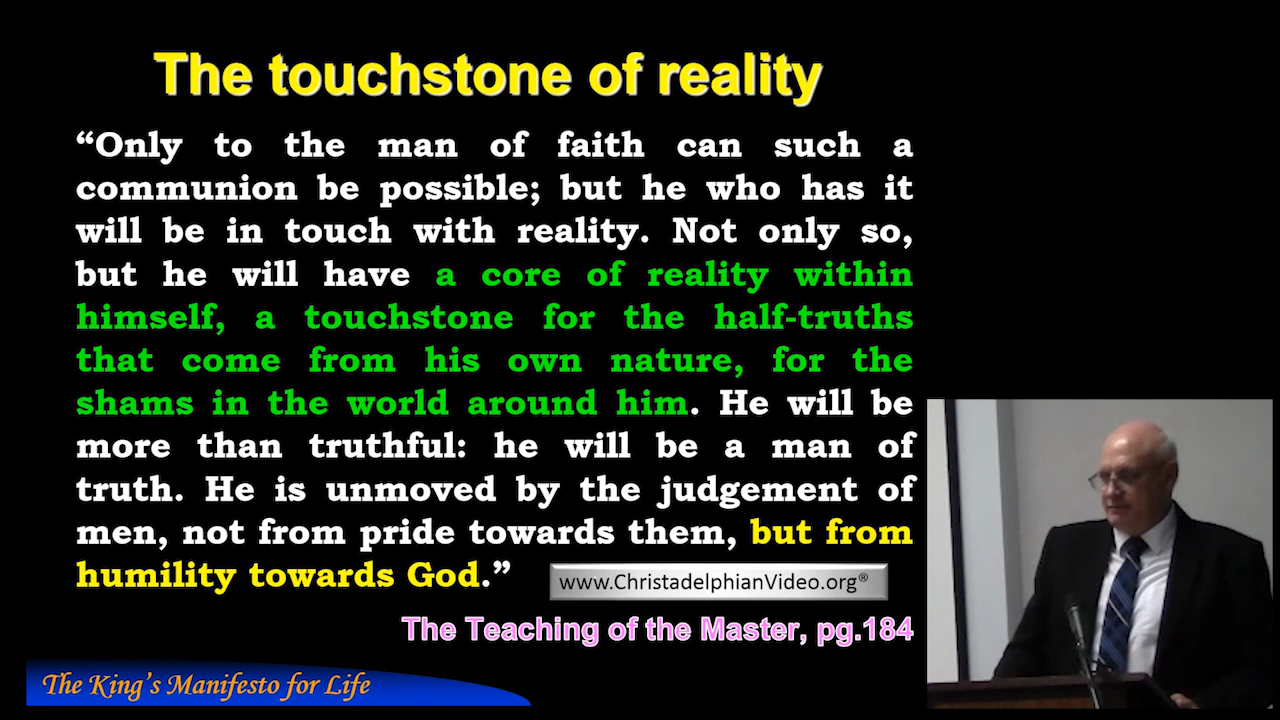 The touchstone of reality
“Only to the man of faith can such a
communion be possible; but he who has it
will be in touch with reality. Not only so,
but he will have a core of reality within
himself, a touchstone for the half-truths
that come from his own nature, for the
shams in the world around him. He will be
more than truthful: he will be a man of
truth. He is unmoved by the judgement of
men, not from pride towards them, but from
humility towards God.”
www.ChristadelphianVideo.org®
The Teaching of the Master, pg.184
The King’s Manifesto for Life